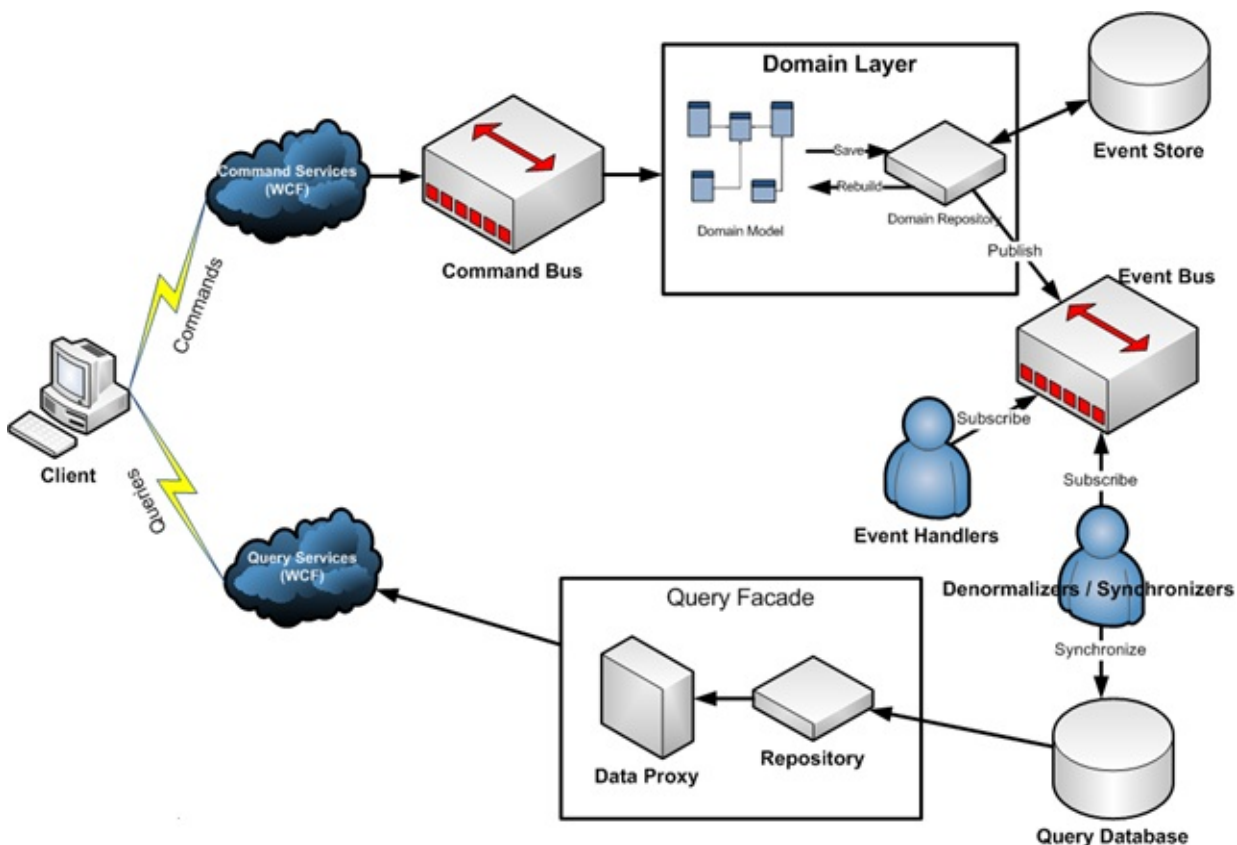 Domain Layer
Event Store
Command Services
(WCF)
Save
Rebuild
Domain Model
Domain Repository
Command Bus
Publish
Event Bus
Commands
Client
Queries
Subscribe
Event Handlers
Subscribe
Denormalizers / Synchronizers
Query Services
(WCF)
Query Facade
Synchronize
Data Proxy
Repository
Query Database